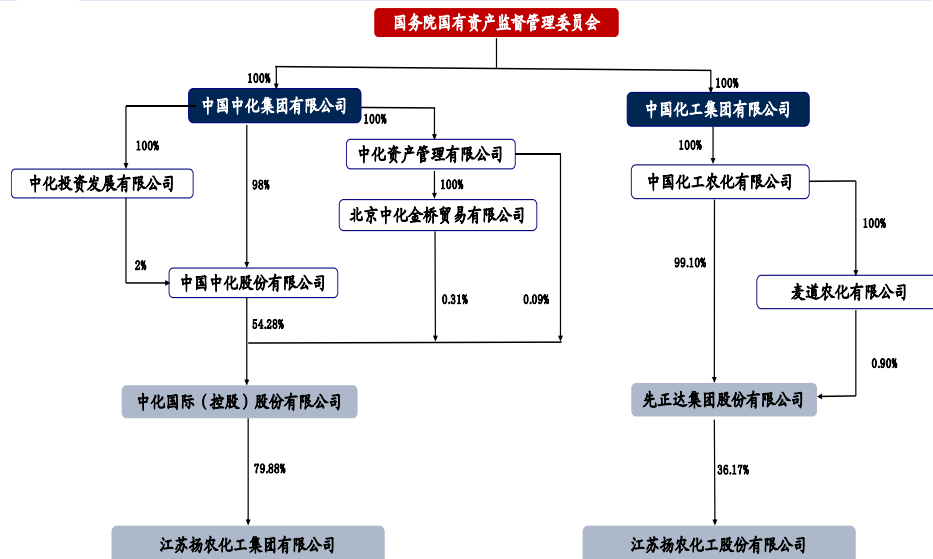 国务院国有资产监督管理委员会
100%
100%
中国中化集团有限公司
中国化工集团有限公司
100%
100%
100%
中化资产管理有限公司
中化投资发展有限公司
98%
100%
中国化工农化有限公司
北京中化金桥贸易有限公司
100%
2%
99.10%
中国中化股份有限公司
0.31%
0.09%
麦道农化有限公司
54.28%
0.90%
中化国际（控股）股份有限公司
先正达集团股份有限公司
79.88%
36.17%
江苏扬农化工集团有限公司
江苏扬农化工股份有限公司